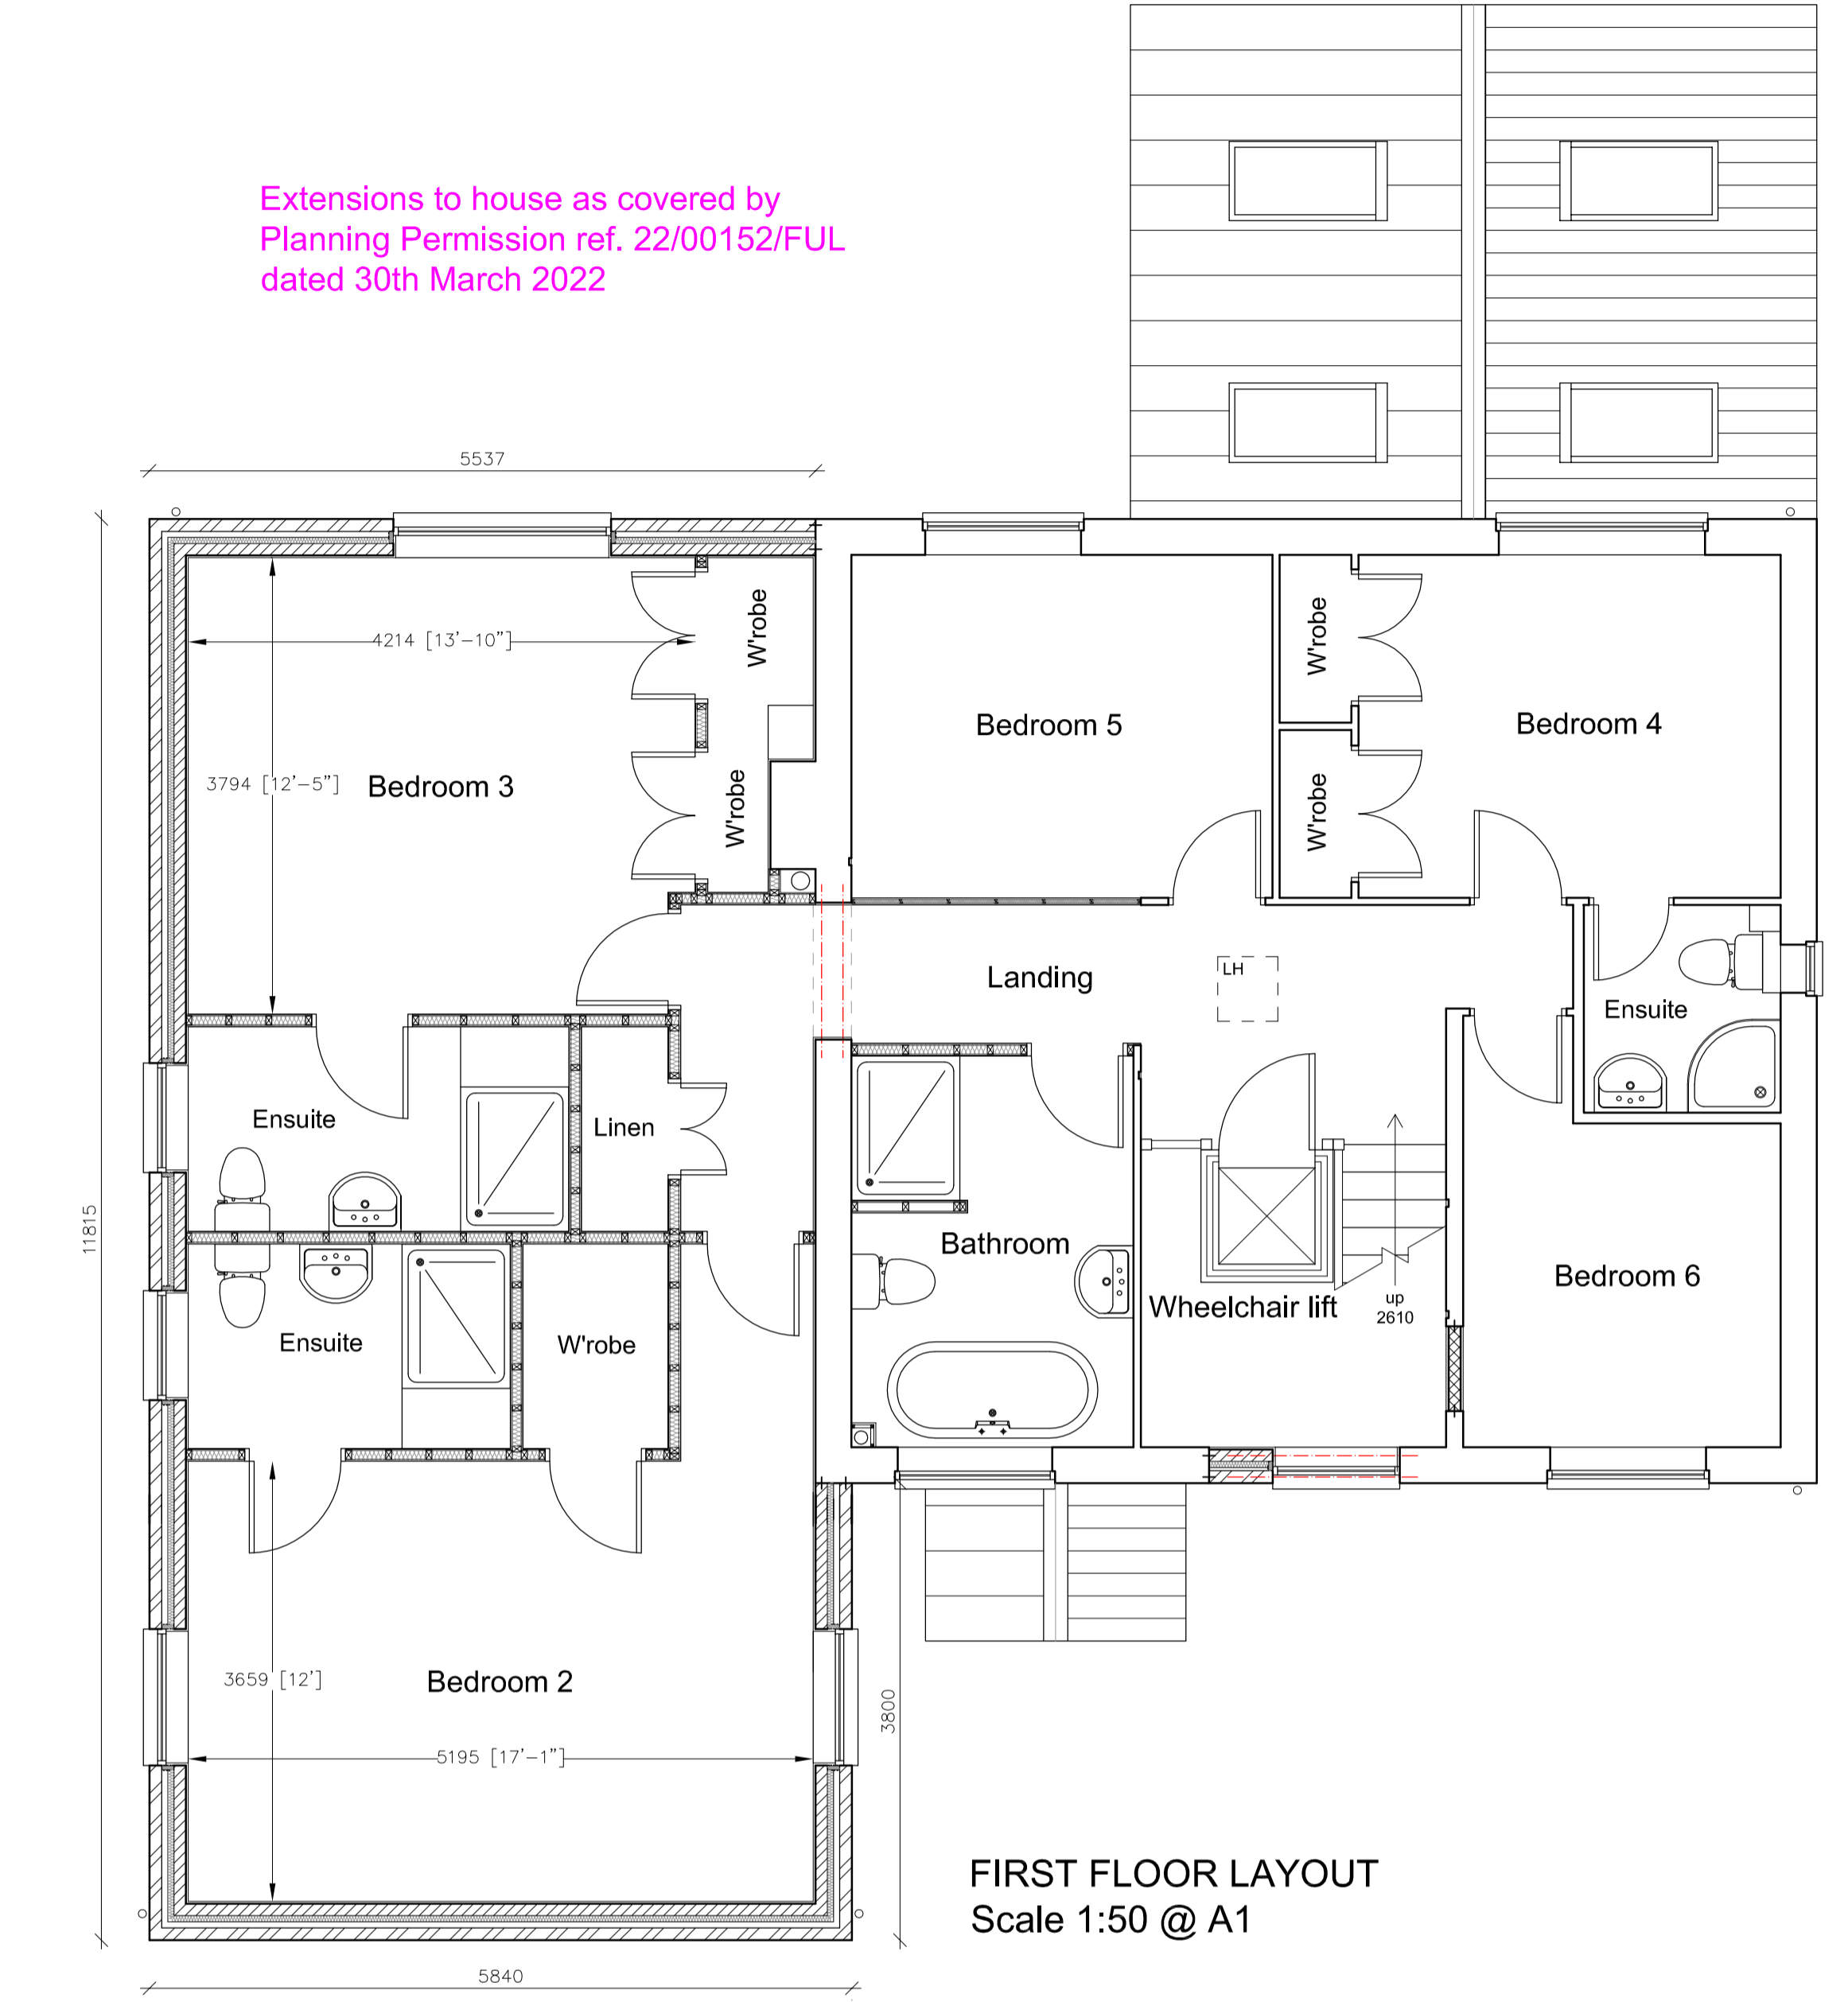 Extensions to house as covered by
Planning Permission ref. 22/00152/FUL
dated 30th March 2022
5537
4214 [13'-10"]
W'robe
W'robe
Bedroom 5
Bedroom 4
3794 [12'-5"]
Bedroom 3
W'robe
W'robe
Landing
LH
Ensuite
Ensuite
Linen
11815
Bathroom
Bedroom 6
Wheelchair lift
up
2610
Ensuite
W'robe
3659 [12']
Bedroom 2
3800
5195 [17'-1"]
FIRST FLOOR LAYOUT
Scale 1:50 @ A1
5840